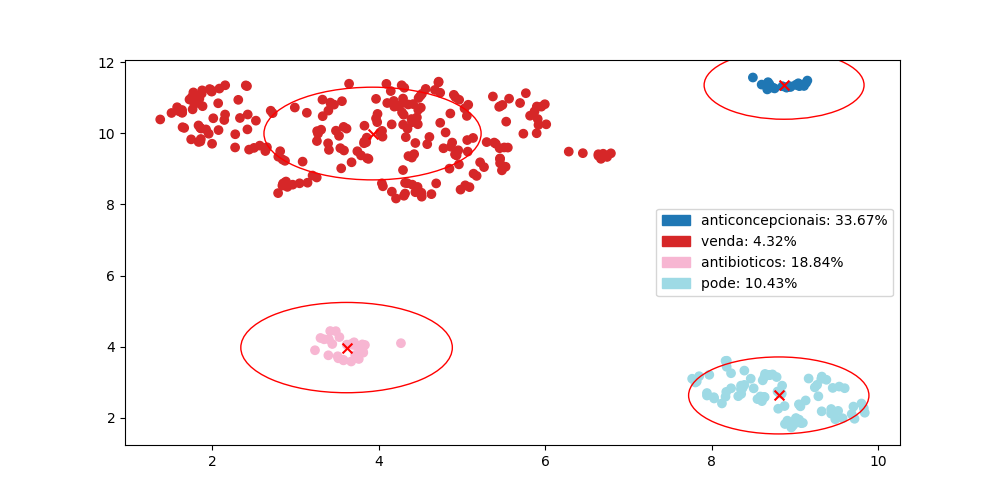 12
10
8
6
4
2
anticoncepcionais: 33.67%
venda: 4.32%
antibioticos: 18.84%
pode: 10.43%
2 4 6 8 10